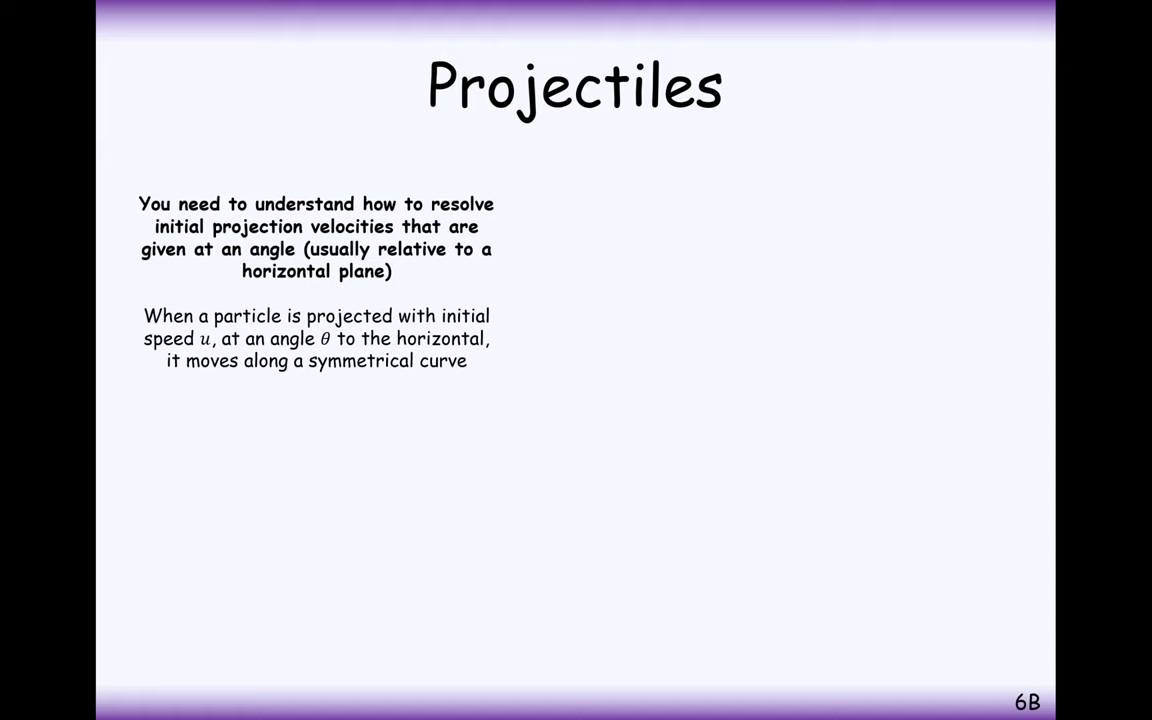 Projectiles
You need to understand how to resolve
initial projection velocities that are
given at an angle (usually relative to a
horizontal plane)
When a particle is projected with initial
speed u, at an angle θ to the horizontal,
it moves along a symmetrical curve
6B